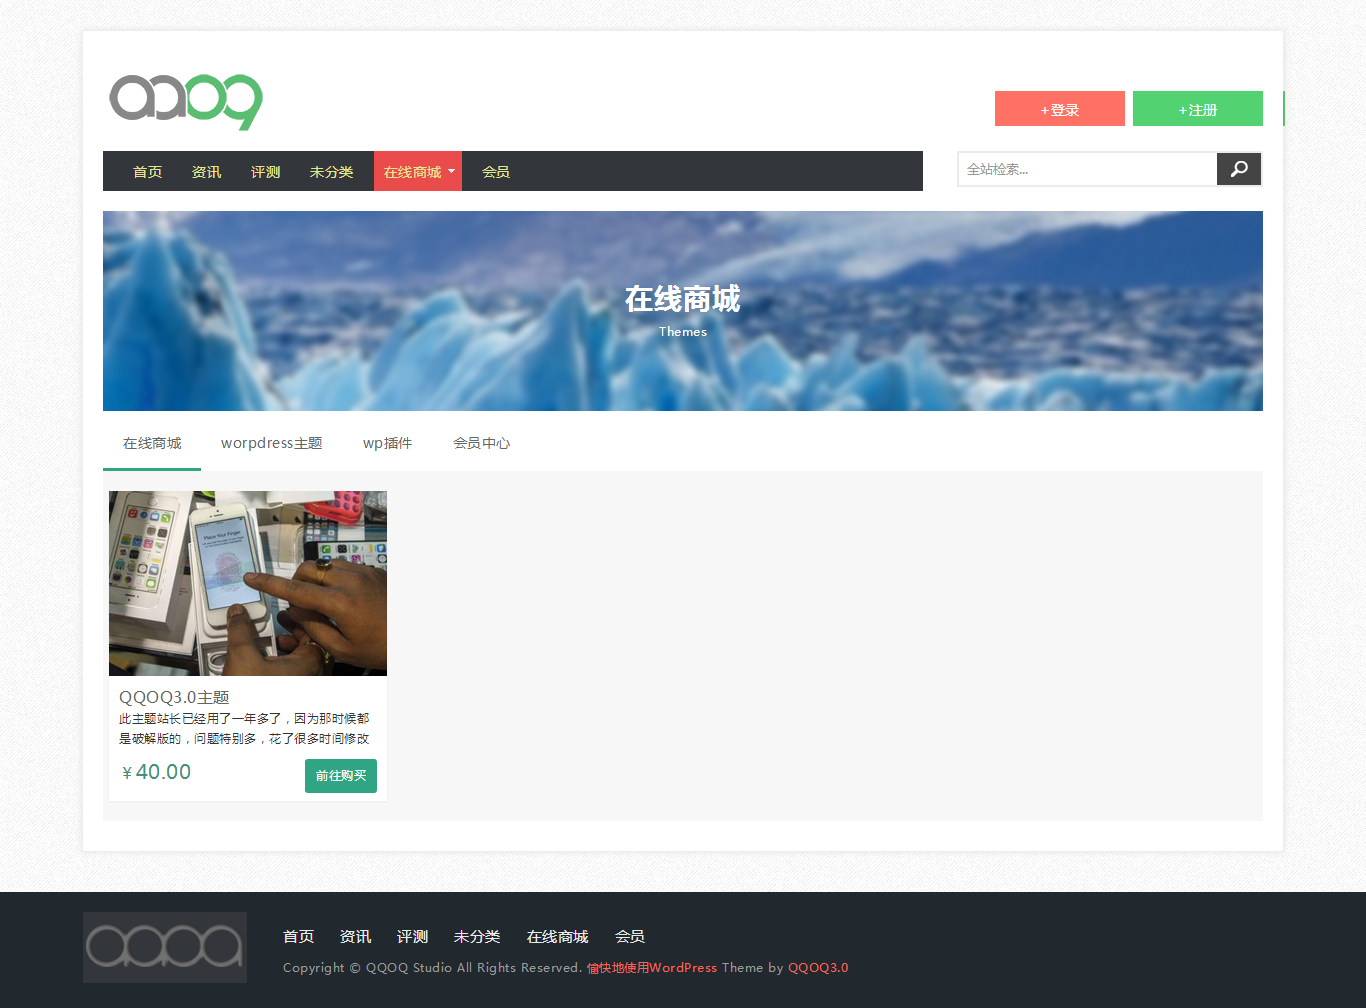 QQOQ
+登录
+注册
首页
资讯
评测
未分类
在线商城
会员
全站检索...
在线商城
Themes
在线商城
worpdress主题
wp插件
会员中心
Place Your Finger
QQOQ3.0主题
此主题站长已经用了一年多了，因为那时候都
是破解版的，问题特别多，花了很多时间修改
￥40.00
前往购买
QQOQ
首页
资讯
评测
未分类
在线商城
会员
Copyright © QQOQ Studio All Rights Reserved. 愉快地使用WordPress Theme by QQOQ3.0